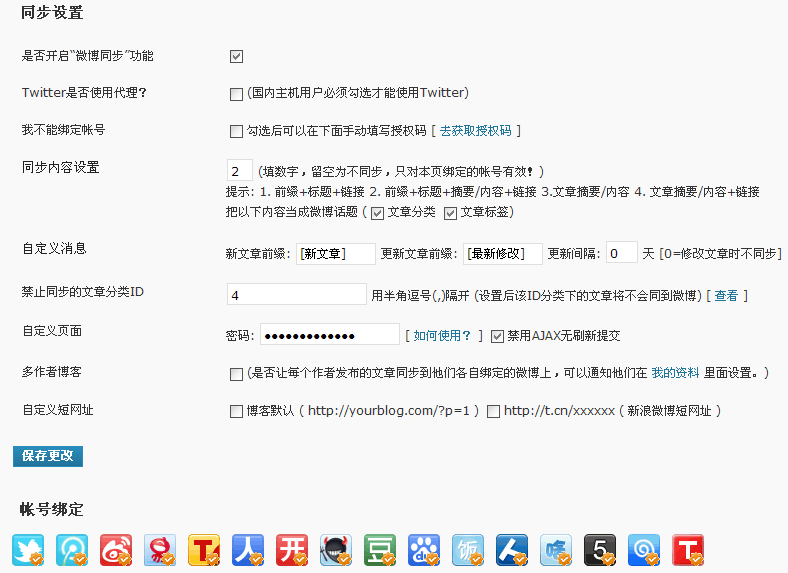 同步设置
是否开启“微博同步”功能
Twitter是否使用代理? (国内主机用户必须勾选才能使用Twitter)
我不能绑定帐号 勾选后可以在下面手动填写授权码 [ 去获取授权码 ]
同步内容设置 2 (填数字，留空为不同步，只对本页绑定的帐号有效! )
提示: 1. 前缀+标题+链接 2. 前缀+标题+摘要/内容+链接 3.文章摘要/内容 4. 文章摘要/内容+链接
把以下内容当成微博话题 ( 文章分类 文章标签)
自定义消息 新文章前缀: [新文章] 更新文章前缀: [最新修改] 更新间隔: 0 天 [0=修改文章时不同步]
禁止同步的文章分类ID 4 用半角逗号(,)隔开 (设置后该ID分类下的文章将不会同到微博) [ 查看 ]
自定义页面 密码: ●●●●●●●●●●●●● [ 如何使用? ] 禁用AJAX无刷新提交
多作者博客 (是否让每个作者发布的文章同步到他们各自绑定的微博上，可以通知他们在 我的资料 里面设置。)
自定义短网址 博客默认 ( http://yourblog.com/?p=1 ) http://t.cn/xxxxxx ( 新浪微博短网址 )
保存更改
帐号绑定
T 人 开 豆 du 饭 人 5 T